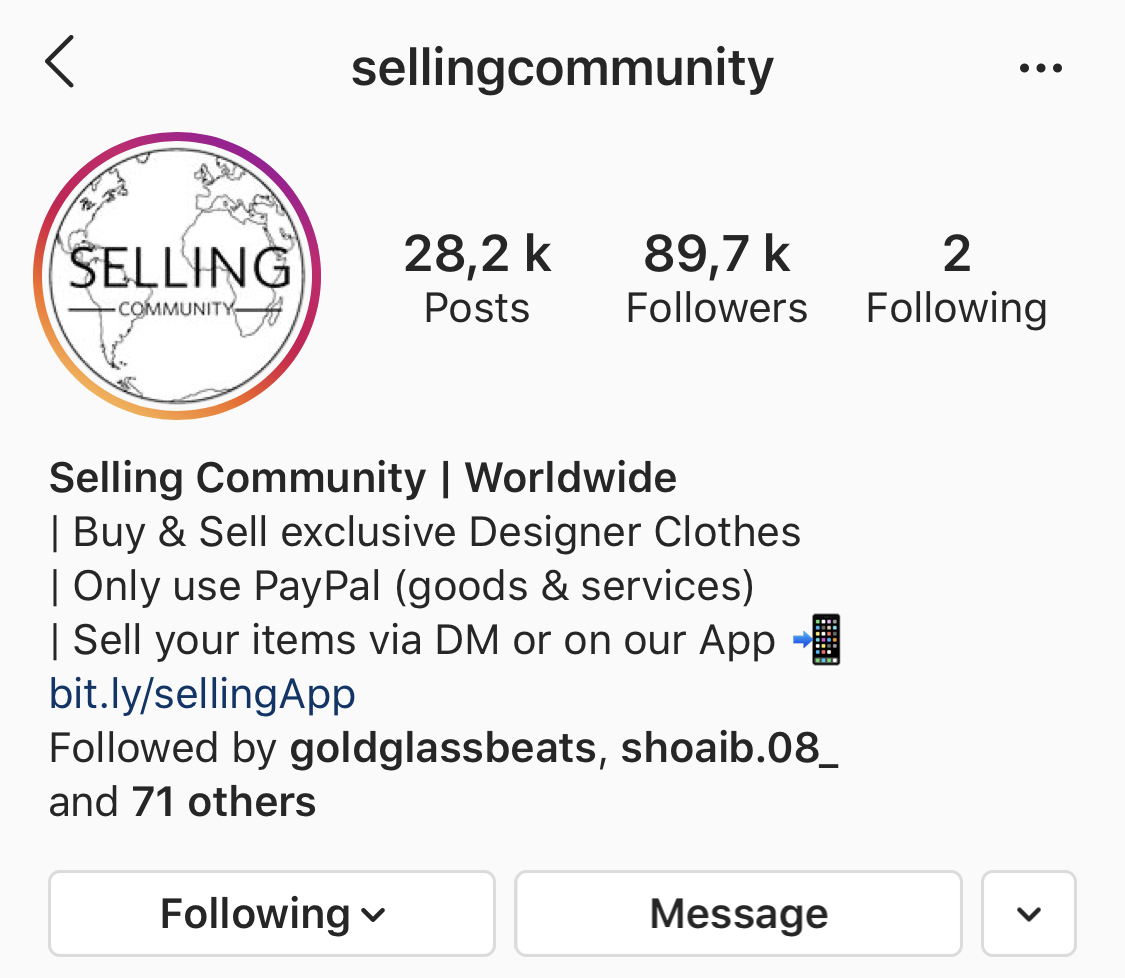 sellingcommunity
SELLING
COMMUNITY
28,2 k 89,7 k 2
Posts Followers Following
Selling Community | Worldwide
| Buy & Sell exclusive Designer Clothes
| Only use PayPal (goods & services)
| Sell your items via DM or on our App 📲
bit.ly/sellingApp
Followed by goldglassbeats, shoaib.08_
and 71 others
Following Message